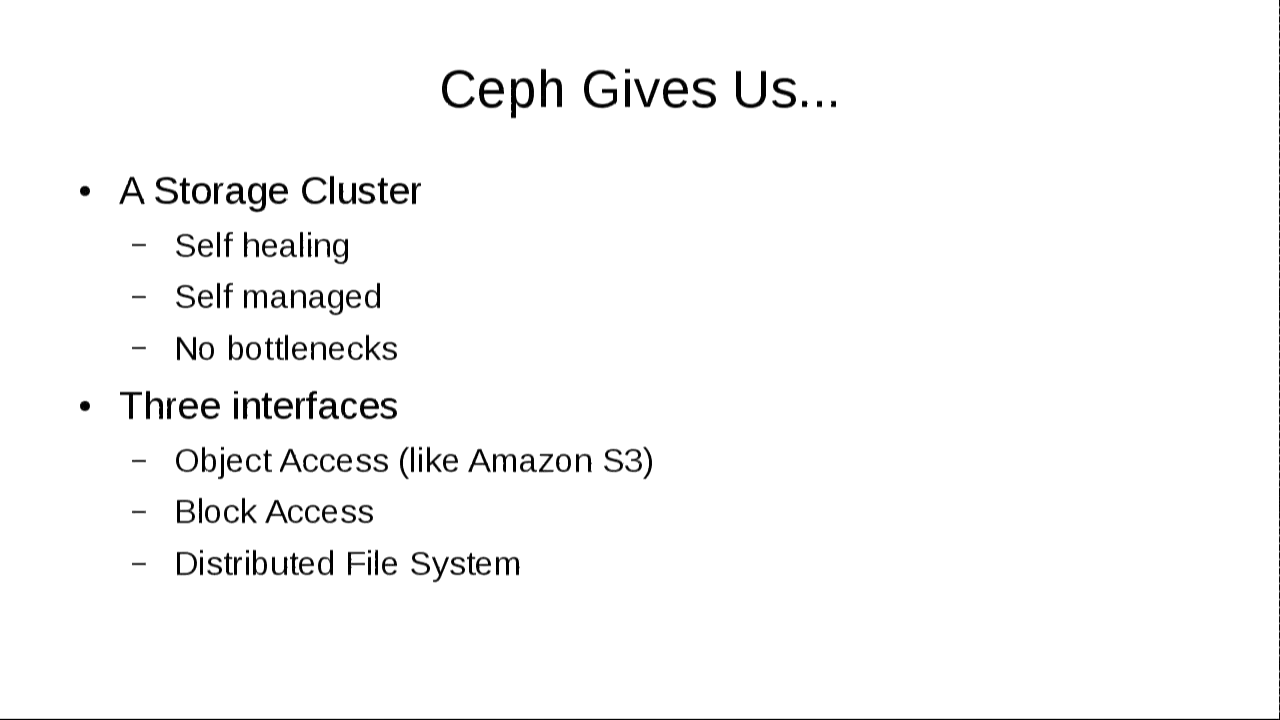 Ceph Gives Us...
• A Storage Cluster
– Self healing
– Self managed
– No bottlenecks
• Three interfaces
– Object Access (like Amazon S3)
– Block Access
– Distributed File System